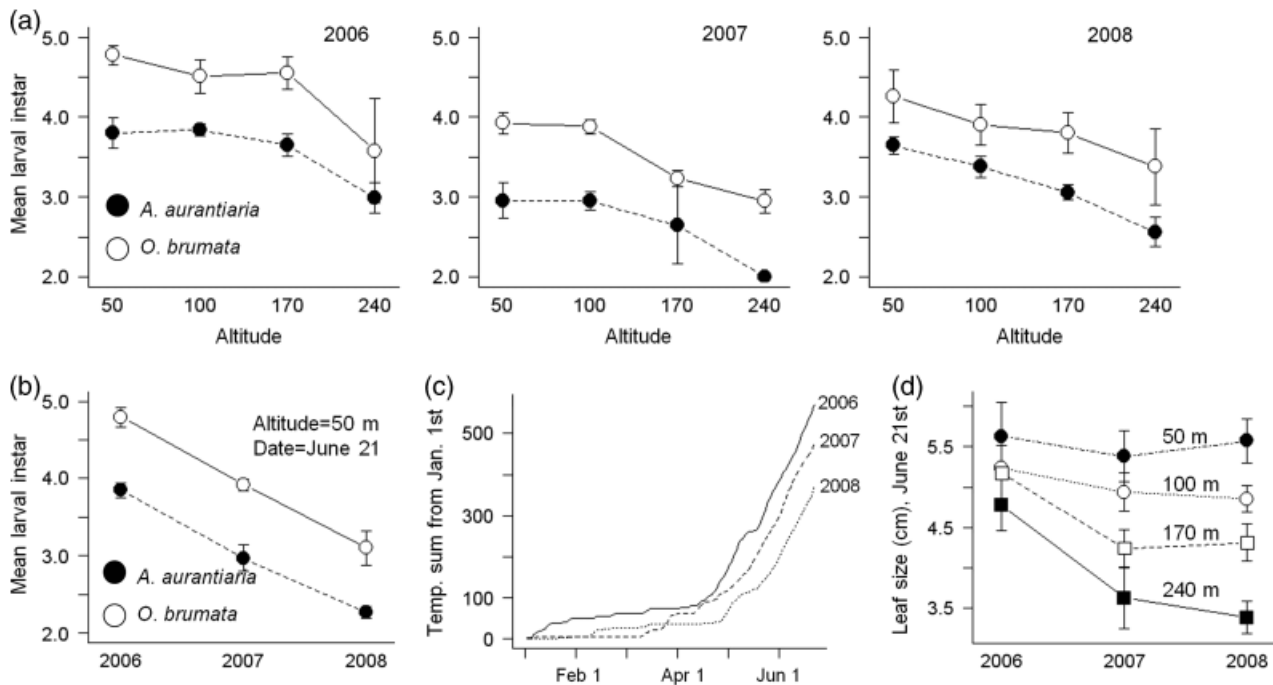 (a)
Mean larval instar
5.0
4.0
3.0
2.0
2006
A. aurantiaria
O. brumata
50 100 170 240
Altitude
5.0
4.0
3.0
2.0
2007
50 100 170 240
Altitude
5.0
4.0
3.0
2.0
2008
50 100 170 240
Altitude
(b)
Mean larval instar
5.0
4.0
3.0
2.0
Altitude=50 m
Date=June 21
A. aurantiaria
O. brumata
2006 2007 2008
(c)
Temp. sum from Jan. 1st
500
300
100
0
2006
2007
2008
Feb 1 Apr 1 Jun 1
(d)
Leaf size (cm), June 21st
5.5
4.5
3.5
50 m
100 m
170 m
240 m
2006 2007 2008